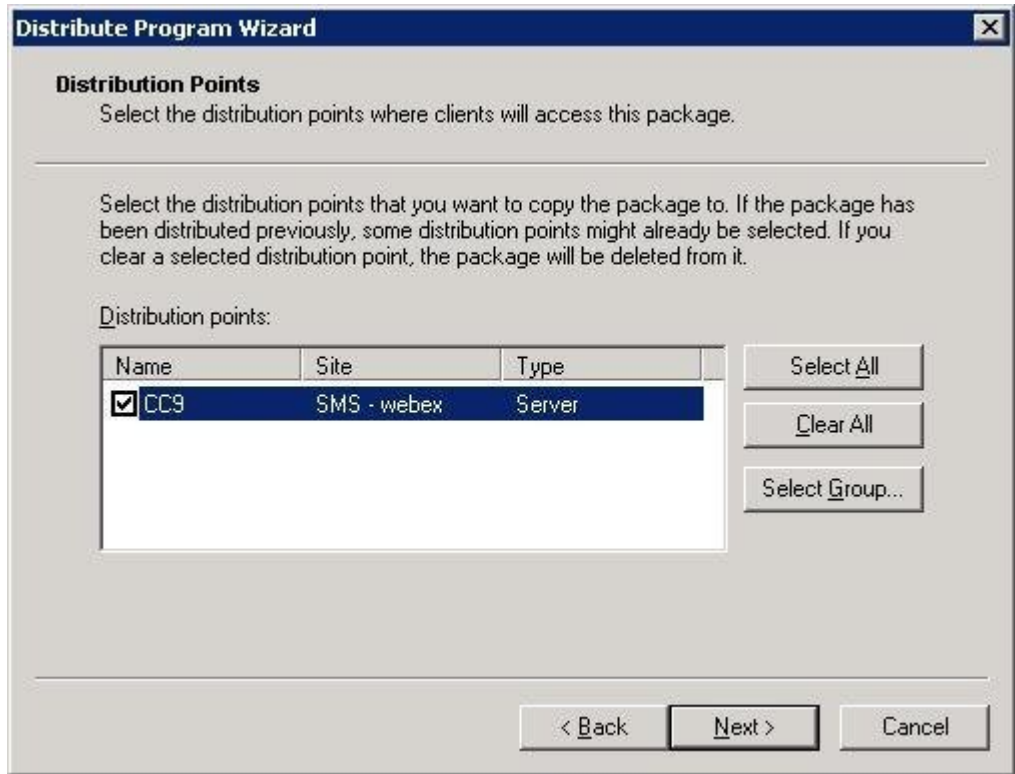 Distribute Program Wizard
Distribution Points
Select the distribution points where clients will access this package.
Select the distribution points that you want to copy the package to. If the package has
been distributed previously, some distribution points might already be selected. If you
clear a selected distribution point, the package will be deleted from it.
Distribution points:
Name Site Type
CC9 SMS - webex Server
Select All
Clear All
Select Group...
< Back Next > Cancel